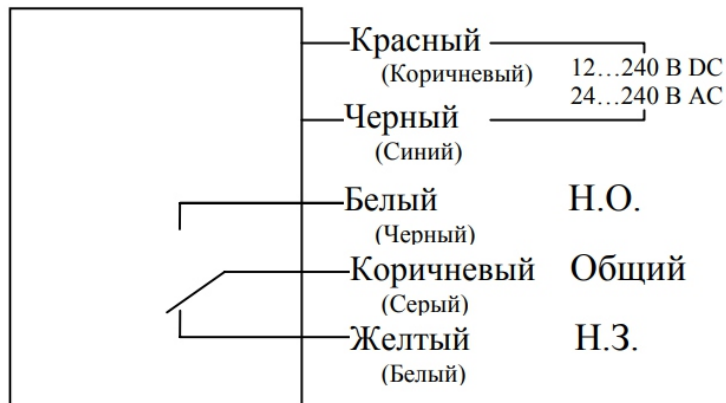 Красный
(Коричневый)
12...240 В DC
24...240 В AC
Черный
(Синий)
Белый Н.О.
(Черный)
Коричневый Общий
(Серый)
Желтый Н.З.
(Белый)